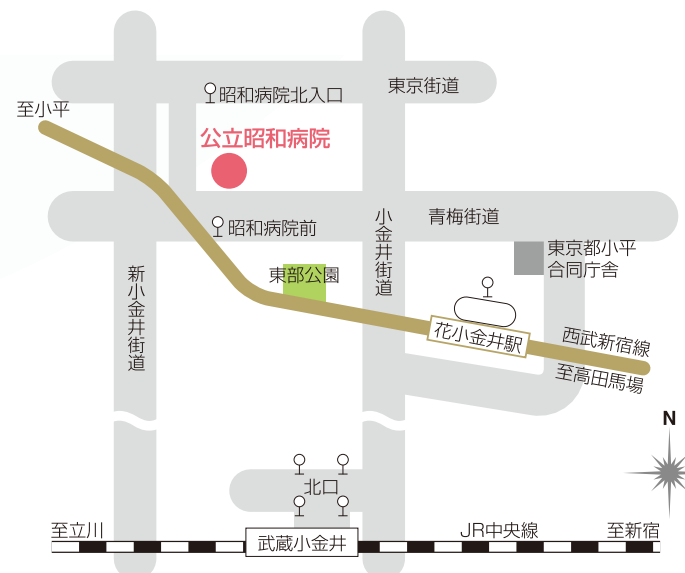 東京街道
昭和病院北入口
至小平
公立昭和病院
青梅街道
小金井街道
昭和病院前
東京都小平
合同庁舎
新小金井街道
東部公園
花小金井駅
西武新宿線
至高田馬場
N
北口
至立川
武蔵小金井
JR中央線
至新宿